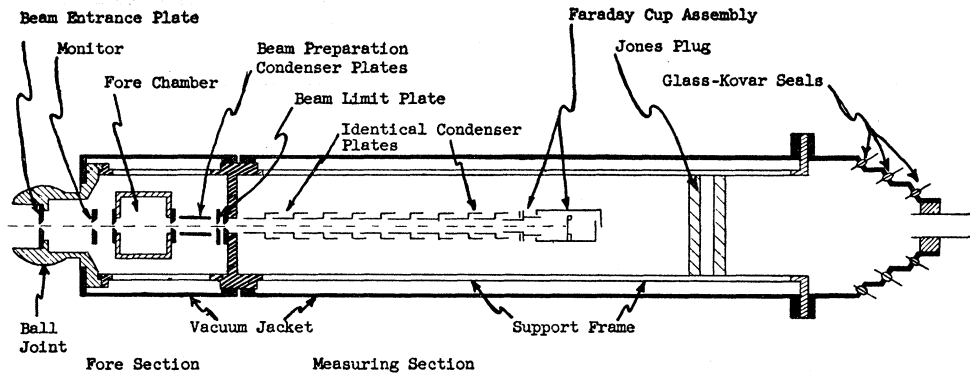 Beam Entrance Plate
Faraday Cup Assembly
Monitor
Beam Preparation
Condenser Plates
Jones Plug
Fore Chamber
Glass-Kovar Seals
Beam Limit Plate
Identical Condenser
Plates
Ball
Joint
Vacuum Jacket
Support Frame
Fore Section
Measuring Section